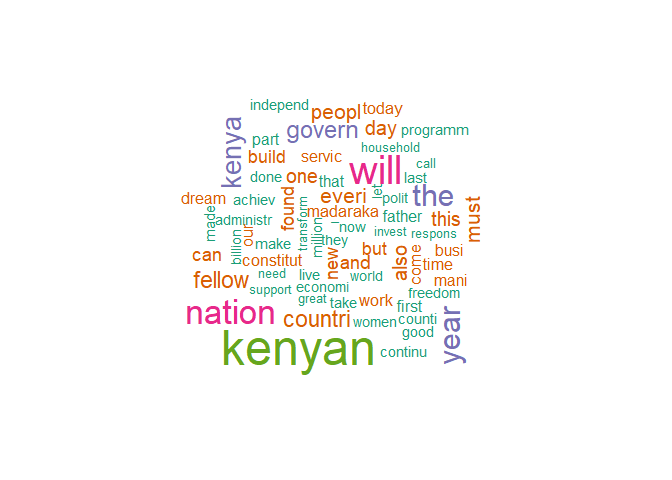 independ
peopl today
kenya
govern day programm
part
household
build servic
will call
done one that last
dream achiev everi let polit the
made administr found transform madaraka father this must
our billion million _now invest respons
make they but also come busi
can constitut new and time
need live world mani
fellow support economi freedom
great take work first
nation countri women counti year
good
kenyan continu